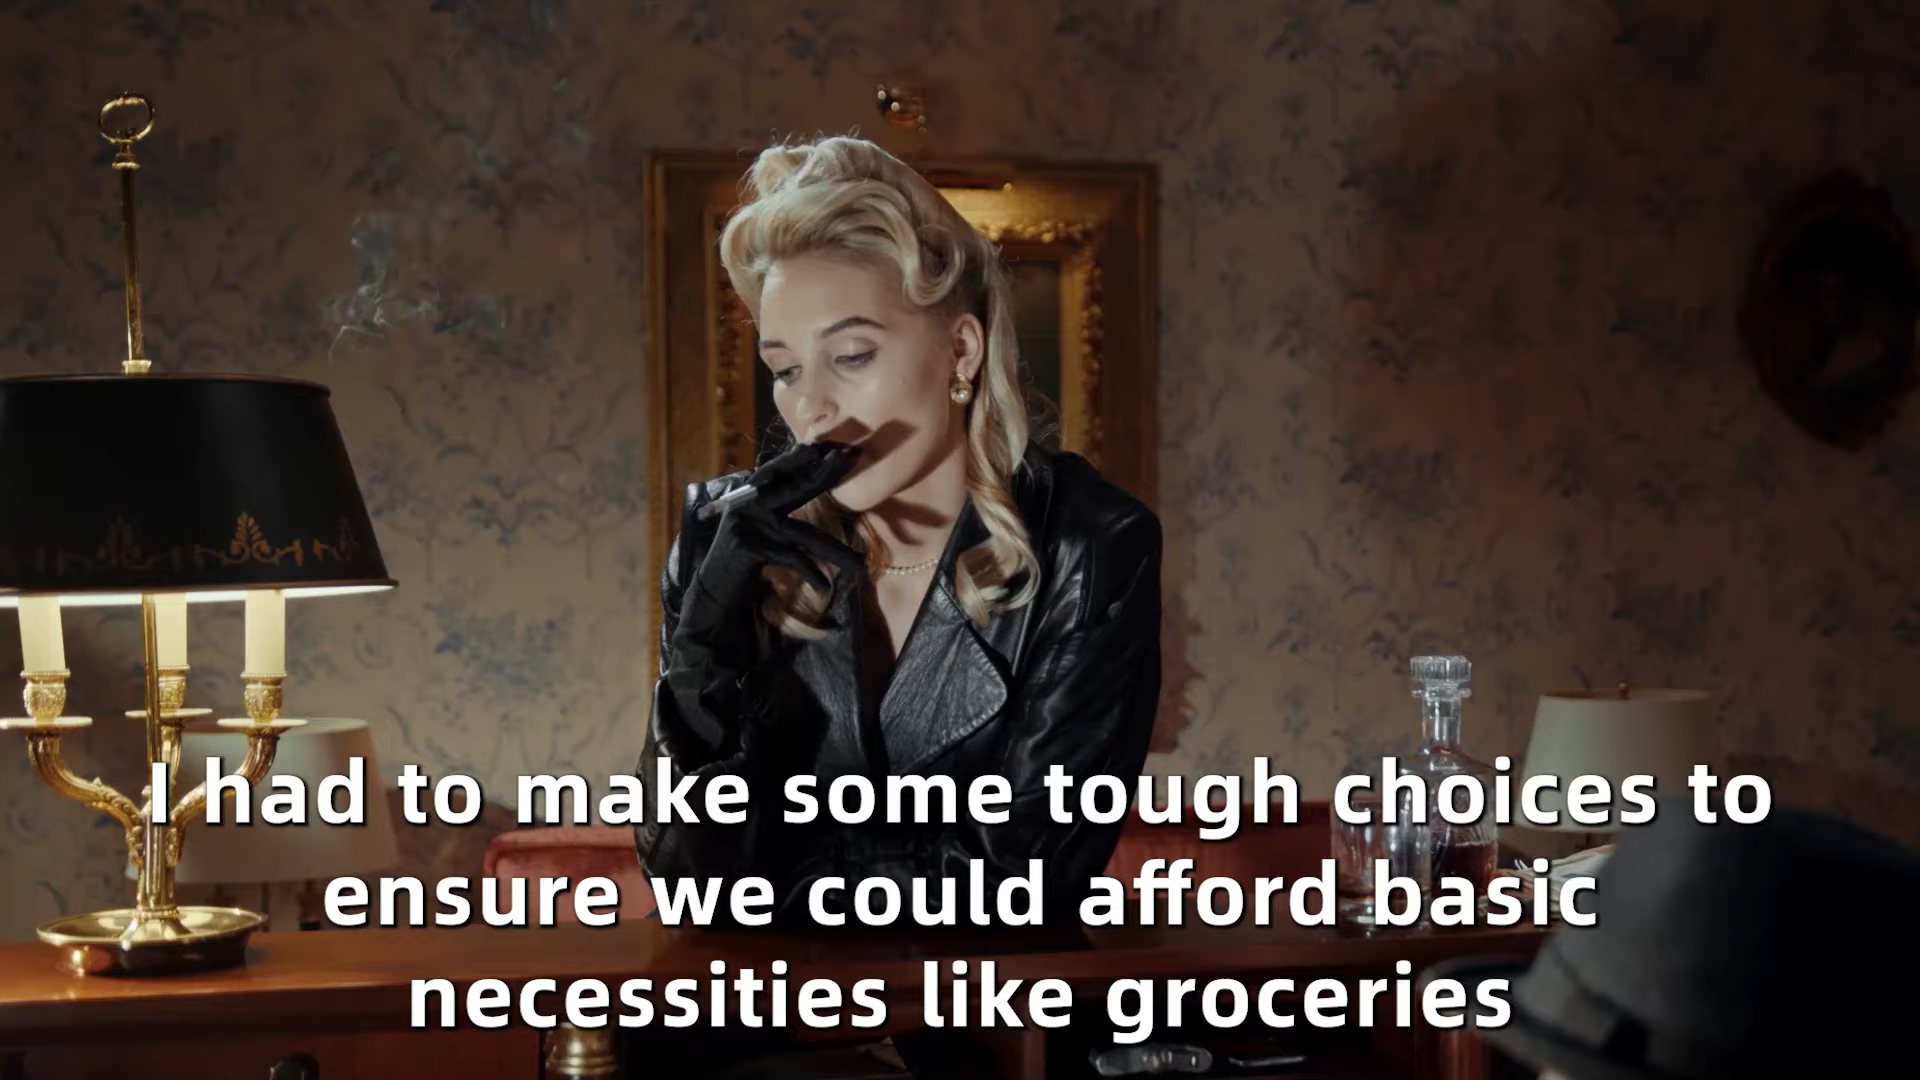 I had to make some tough choices to
ensure we could afford basic
necessities like groceries